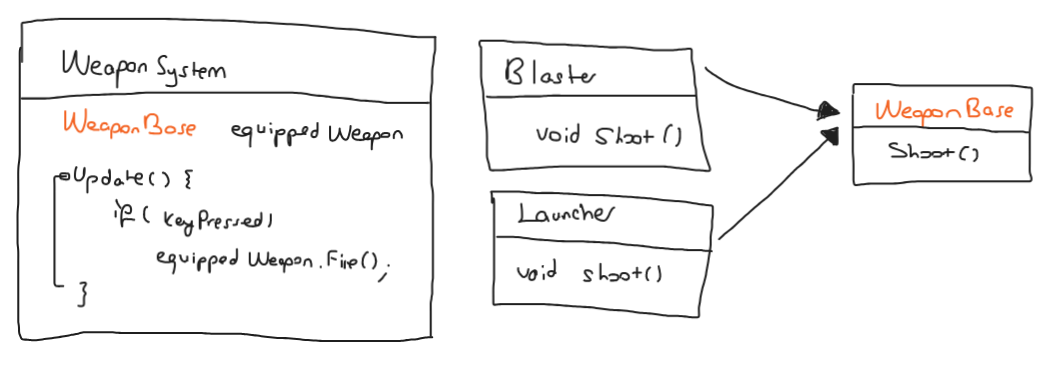 Weapon System
WeaponBase equipped Weapon
Update() {
if( KeyPressed)
equipped Weapon.Fire();
}
Blaster
void Shoot()
Launcher
void shoot()
WeaponBase
Shoot()